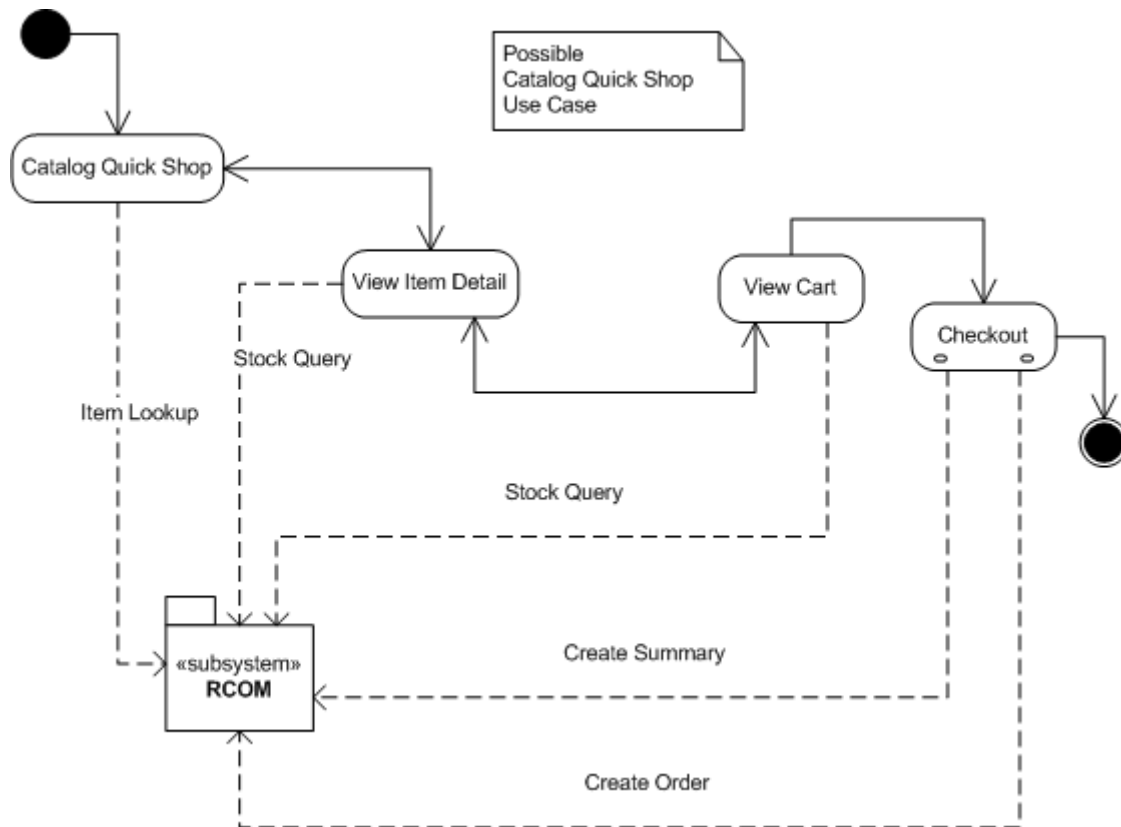 Possible
Catalog Quick Shop
Use Case
Catalog Quick Shop
View Item Detail
View Cart
Checkout
Stock Query
Item Lookup
Stock Query
«subsystem»
RCOM
Create Summary
Create Order